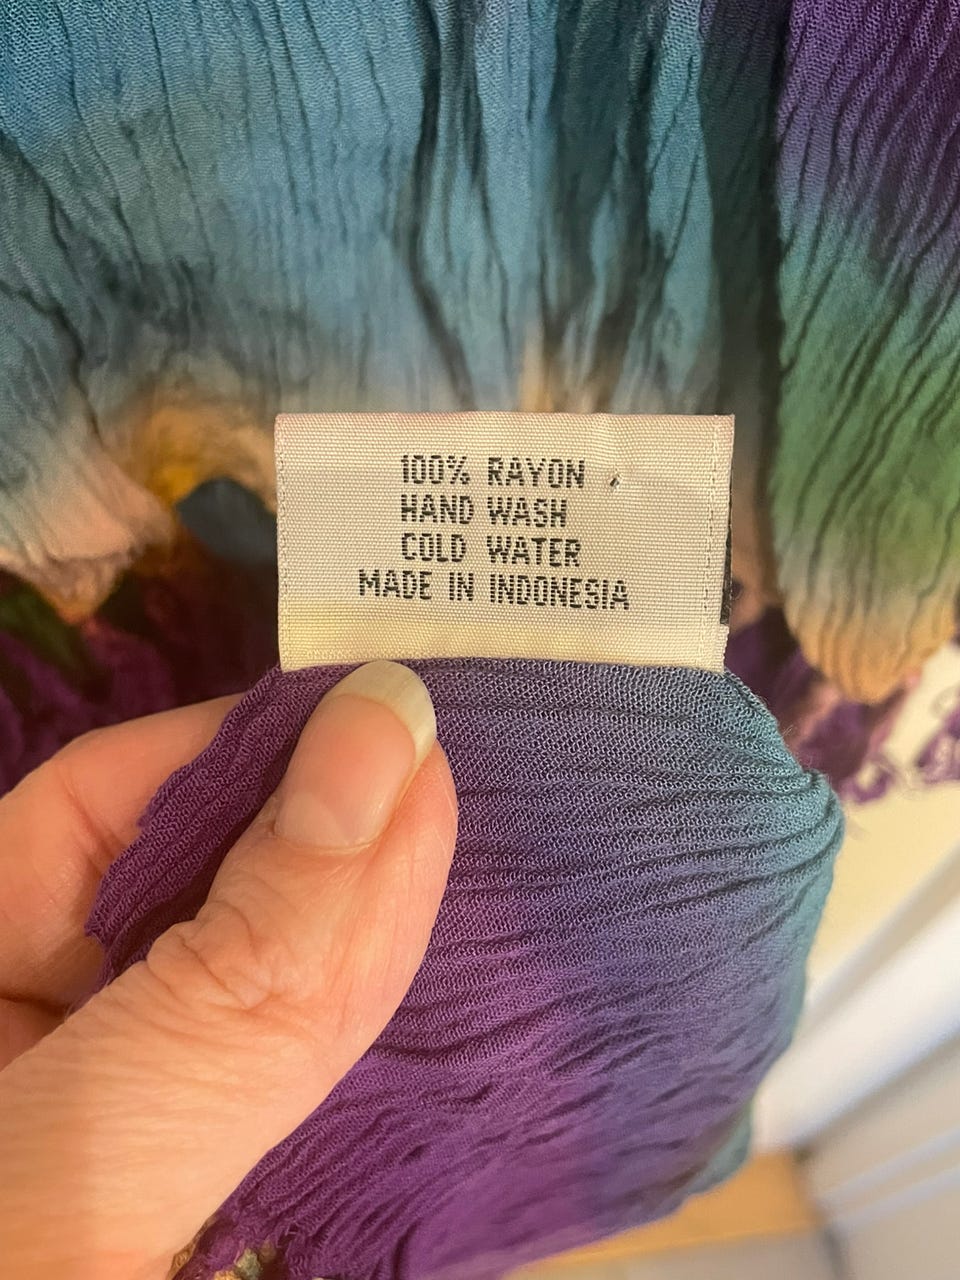 100% RAYON
HAND WASH
COLD WATER
MADE IN INDONESIA